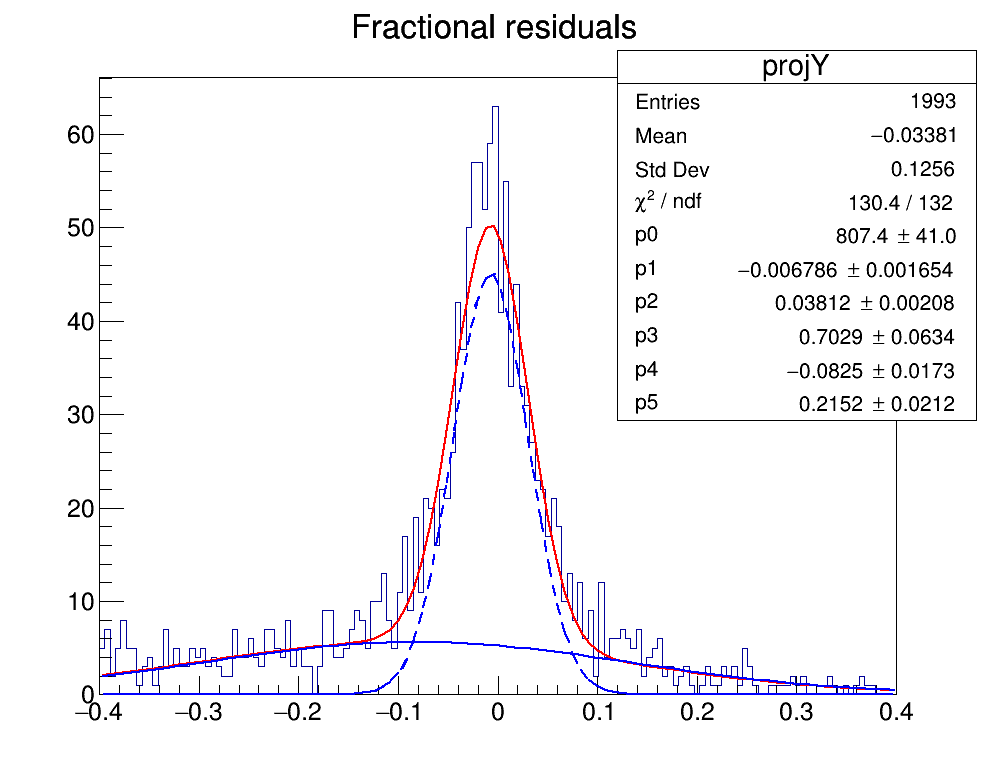 Fractional residuals
projY
Entries 1993
Mean −0.03381
Std Dev 0.1256
χ² / ndf 130.4 / 132
p0 807.4 ± 41.0
p1 −0.006786 ± 0.001654
p2 0.03812 ± 0.00208
p3 0.7029 ± 0.0634
p4 −0.0825 ± 0.0173
p5 0.2152 ± 0.0212
60
50
40
30
20
10
0
−0.4 −0.3 −0.2 −0.1 0 0.1 0.2 0.3 0.4